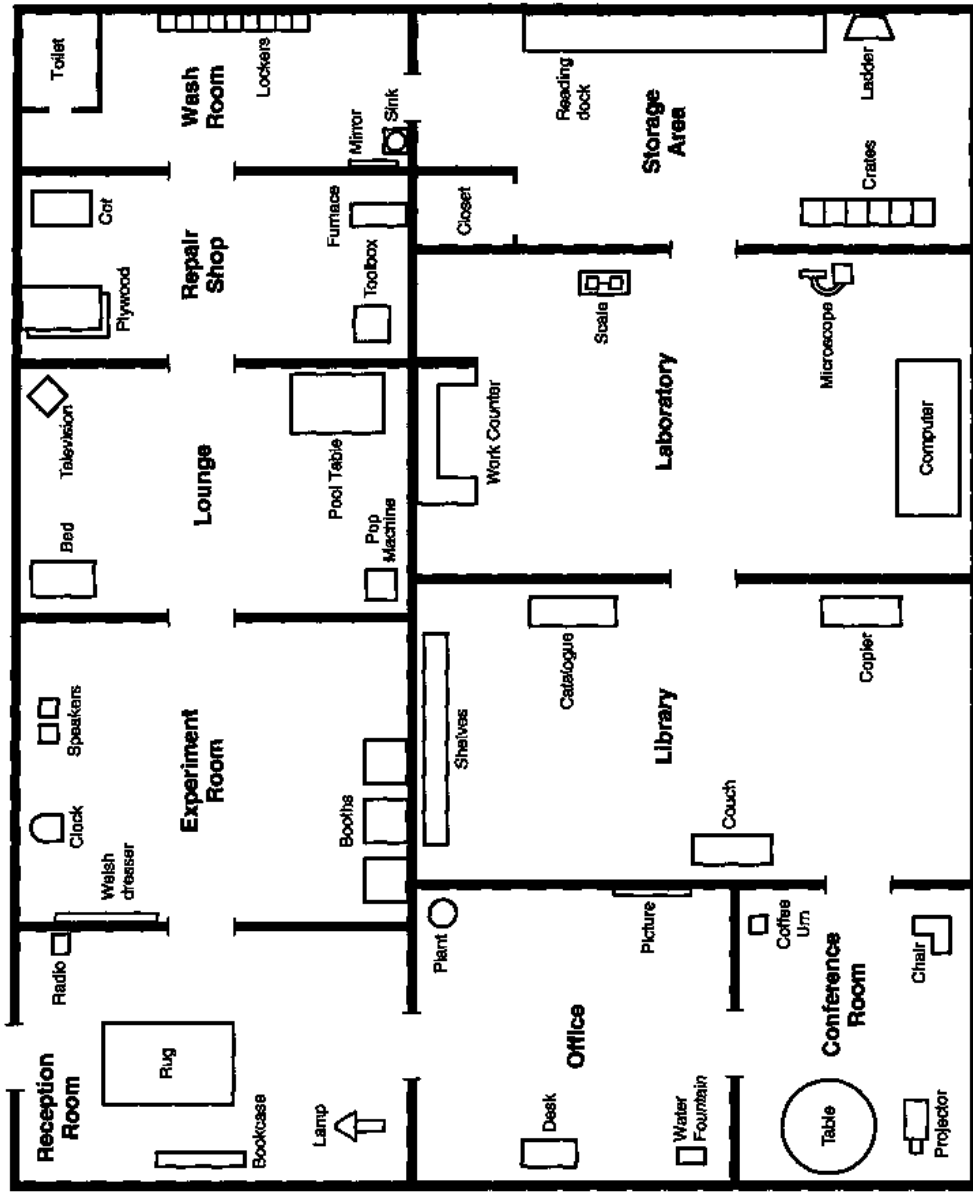 Reception
Room
Radio
Rug
Bookcase
Lamp
Clock
Speakers
Welsh
dresser
Experiment
Room
Booths
Bed
Television
Lounge
Pop
Machine
Pool Table
Plywood
Cot
Repair
Shop
Toolbox
Furnace
Toilet
Wash
Room
Lockers
Mirror
Sink
Plant
Desk
Office
Picture
Water
Fountain
Coffee
Urn
Table
Conference
Room
Projector
Chair
Shelves
Catalogue
Library
Couch
Copier
Work Counter
Scale
Laboratory
Microscope
Computer
Closet
Reading
dock
Storage
Area
Crates
Ladder